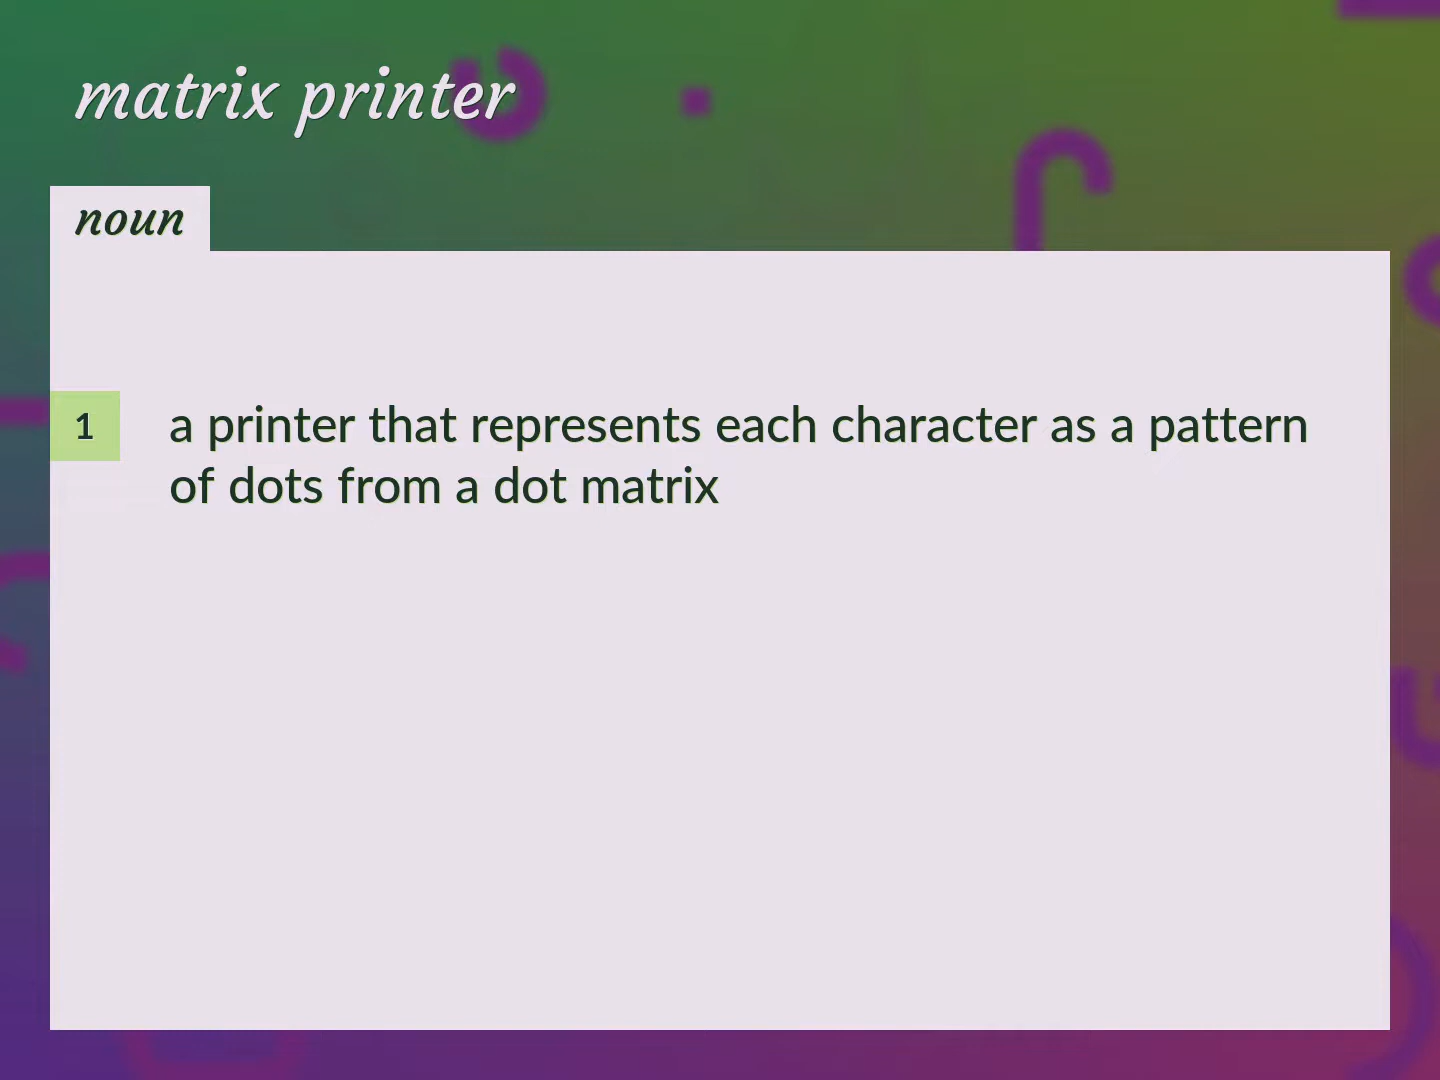 matrix printer
noun
1 a printer that represents each character as a pattern
of dots from a dot matrix